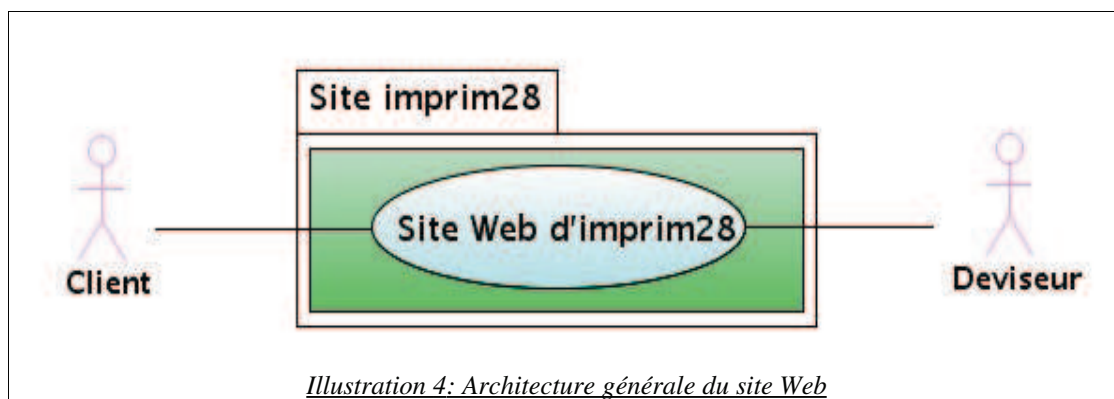 Site imprim28
Site Web d'imprim28
Client
Deviseur
Illustration 4: Architecture générale du site Web